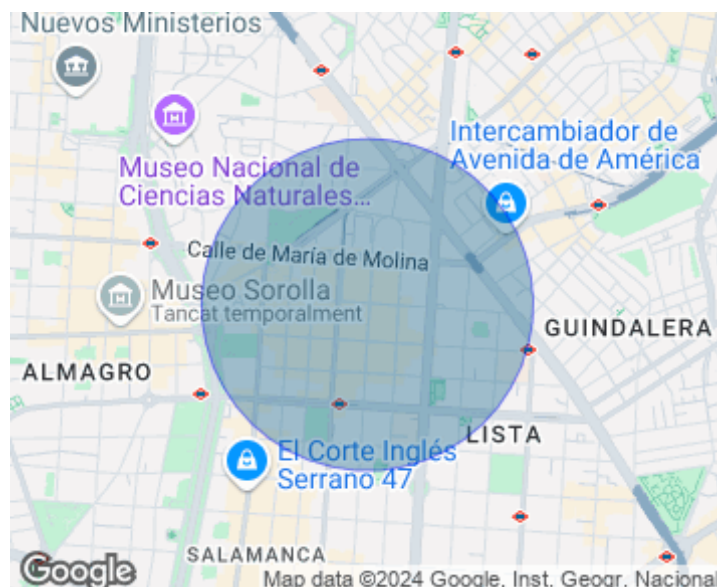 Nuevos Ministerios
Museo Nacional de
Ciencias Naturales...
Intercambiador de
Avenida de América
Calle de María de Molina
Museo Sorolla
Tancat temporalment
GUINDALERA
ALMAGRO
LISTA
El Corte Inglés
Serrano 47
SALAMANCA
Google
Map data ©2024 Google, Inst. Geogr. Nacional